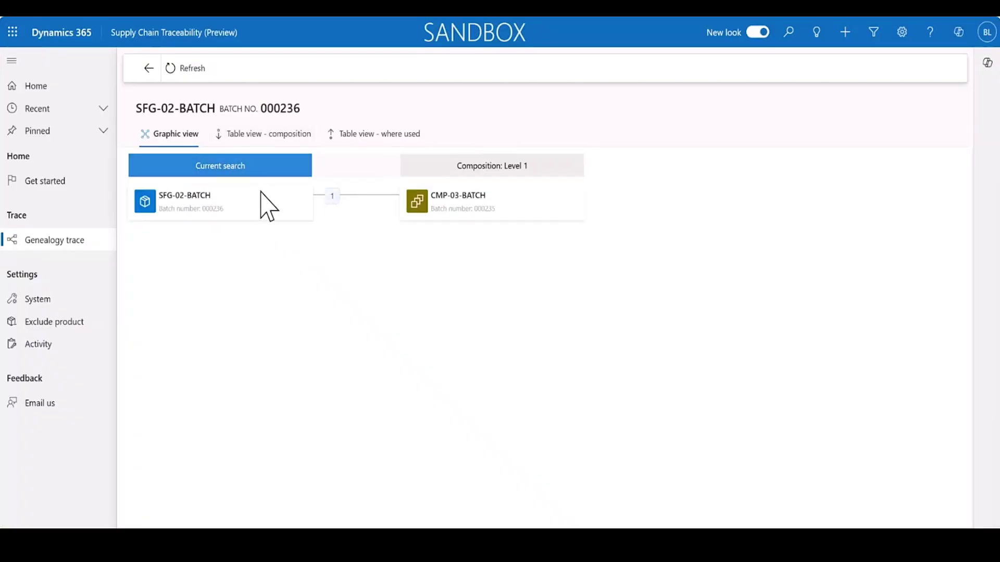 Dynamics 365
Supply Chain Traceability (Preview)
SANDBOX
New look
BL
Refresh
Home
Recent
Pinned
Home
Get started
Trace
Genealogy trace
Settings
System
Exclude product
Activity
Feedback
Email us
SFG-02-BATCH BATCH NO. 000236
Graphic view
Table view - composition
Table view - where used
Current search
Composition: Level 1
SFG-02-BATCH
Batch number: 000236
1
CMP-03-BATCH
Batch number: 000235